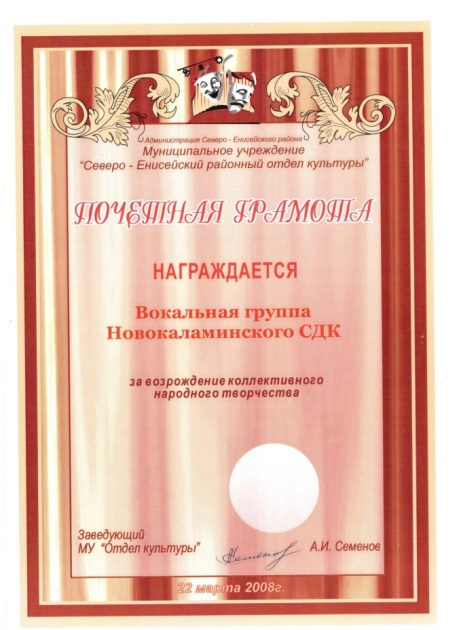 Администрация Северо - Енисейского района
Муниципальное учреждение
"Северо - Енисейский районный отдел культуры"
ПОЧЕТНАЯ ГРАМОТА
НАГРАЖДАЕТСЯ
Вокальная группа
Новокаламинского СДК
за возрождение коллективного
народного творчества
Заведующий
МУ "Отдел культуры"
А.И. Семенов
22 марта 2008г.